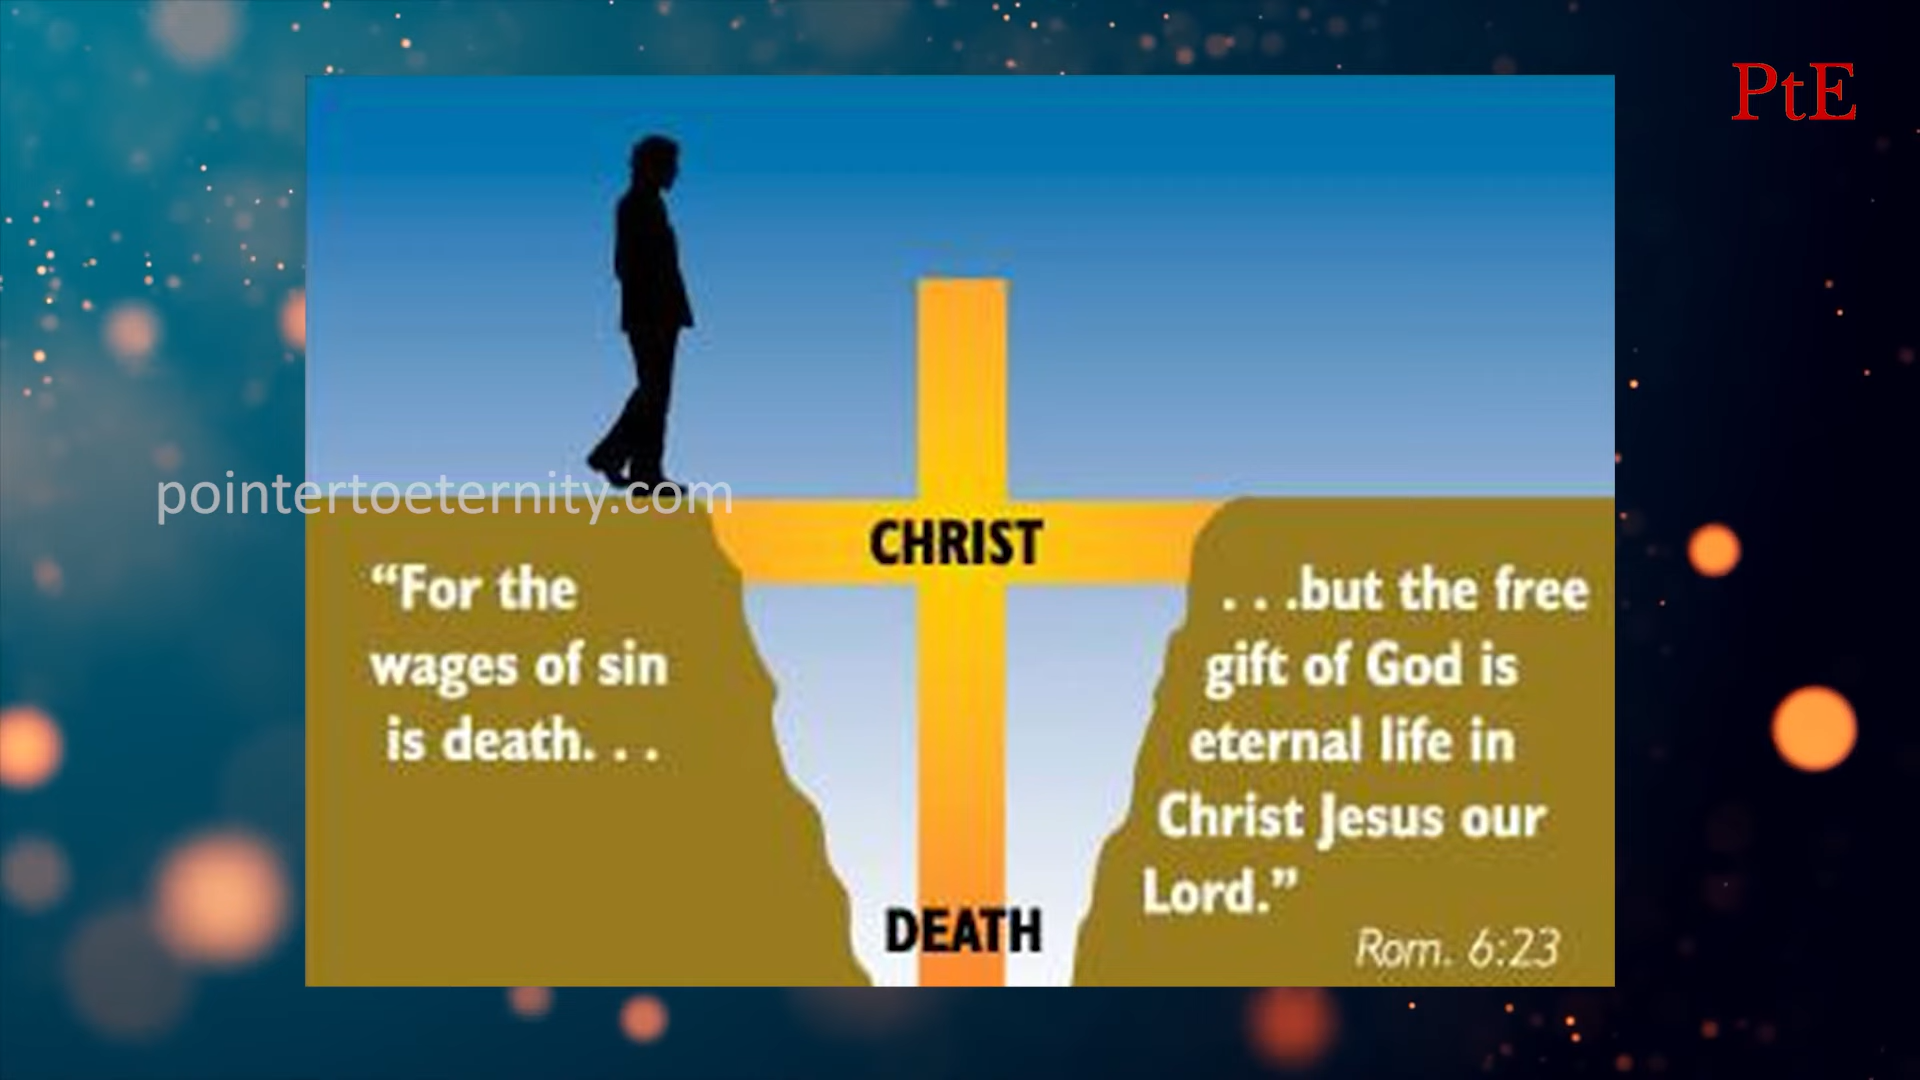 PtE
pointertoeternity.com
CHRIST
“For the
wages of sin
is death. . .
. . .but the free
gift of God is
eternal life in
Christ Jesus our
Lord.”
DEATH
Rom. 6:23